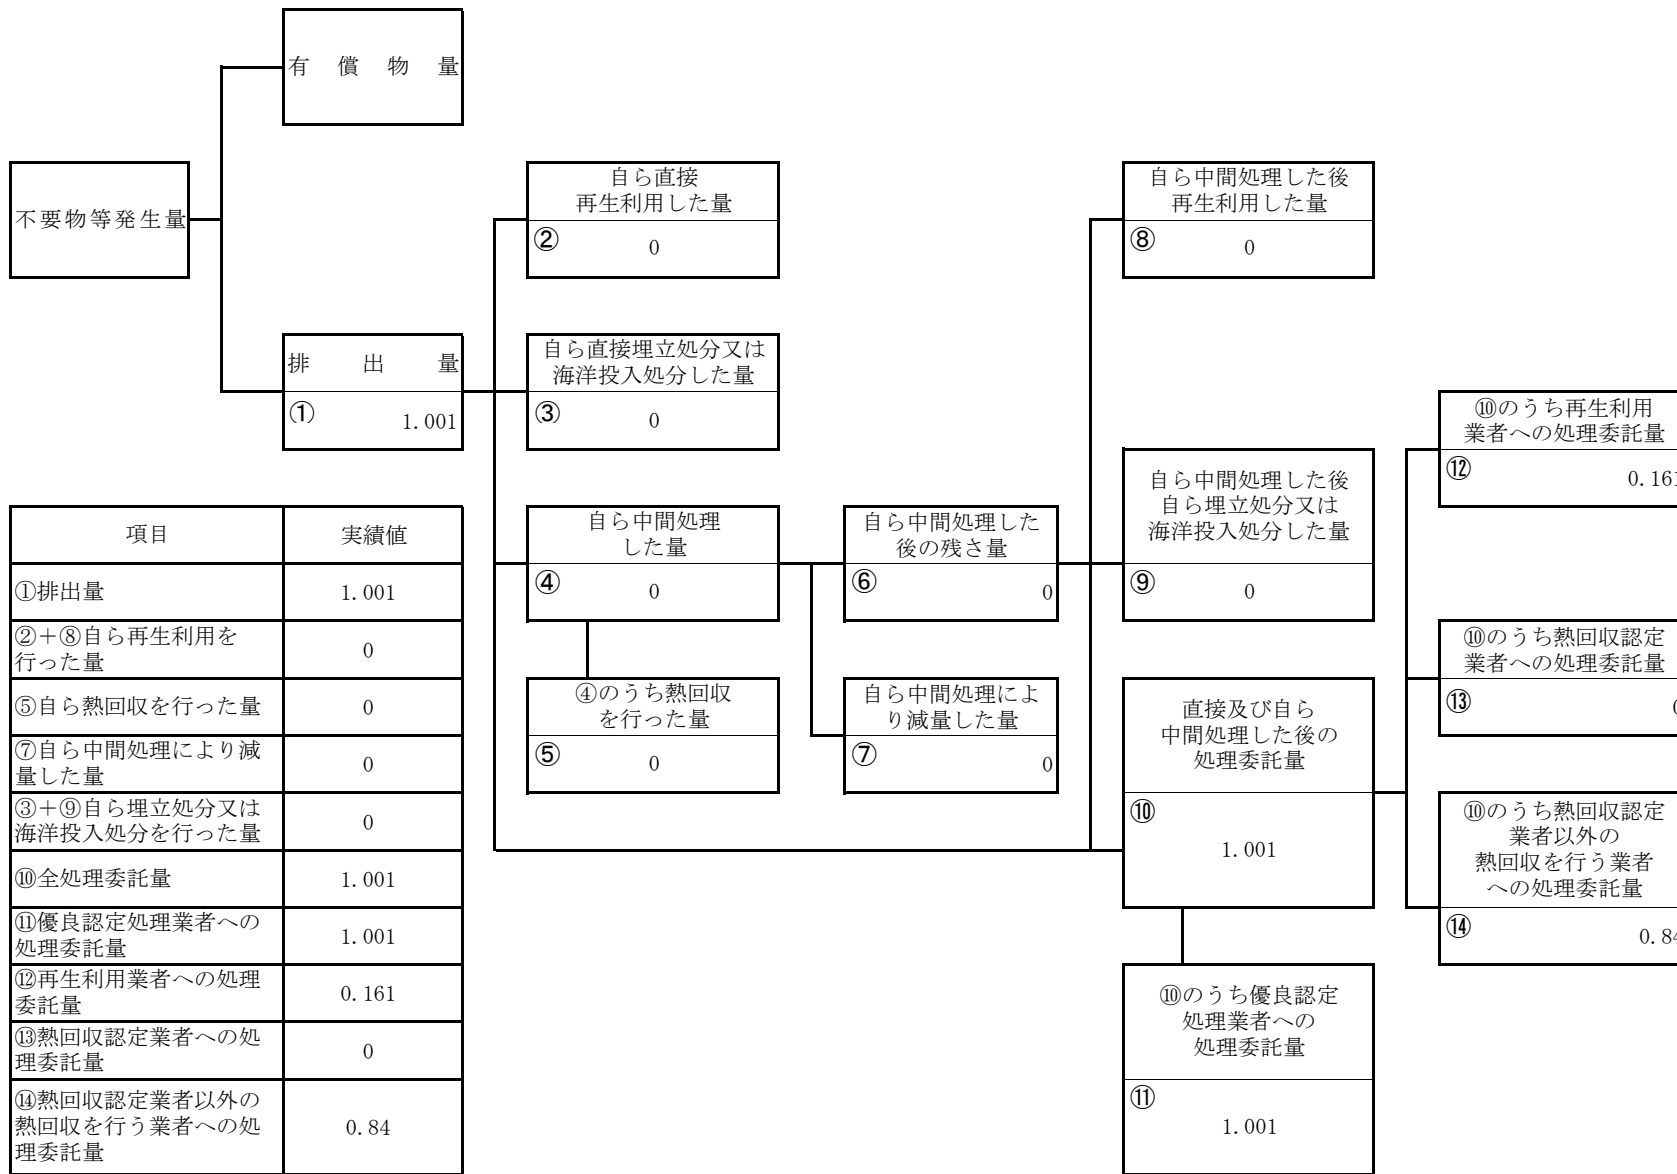 有償物量
不要物等発生量
排出量
① 1.001
自ら直接
再生利用した量
② 0
自ら直接埋立処分又は
海洋投入処分した量
③ 0
自ら中間処理
した量
④ 0
④のうち熱回収
を行った量
⑤ 0
自ら中間処理した
後の残さ量
⑥ 0
自ら中間処理によ
り減量した量
⑦ 0
自ら中間処理した後
再生利用した量
⑧ 0
自ら中間処理した後
自ら埋立処分又は
海洋投入処分した量
⑨ 0
直接及び自ら
中間処理した後の
処理委託量
⑩
1.001
⑩のうち優良認定
処理業者への
処理委託量
⑪
1.001
⑩のうち再生利用
業者への処理委託量
⑫ 0.161
⑩のうち熱回収認定
業者への処理委託量
⑬ 0
⑩のうち熱回収認定
業者以外の
熱回収を行う業者
への処理委託量
⑭ 0.84
項目 実績値
①排出量 1.001
②+⑧自ら再生利用を
行った量 0
⑤自ら熱回収を行った量 0
⑦自ら中間処理により減
量した量 0
③+⑨自ら埋立処分又は
海洋投入処分を行った量 0
⑩全処理委託量 1.001
⑪優良認定処理業者への
処理委託量 1.001
⑫再生利用業者への処理
委託量 0.161
⑬熱回収認定業者への処
理委託量 0
⑭熱回収認定業者以外の
熱回収を行う業者への処
理委託量 0.84